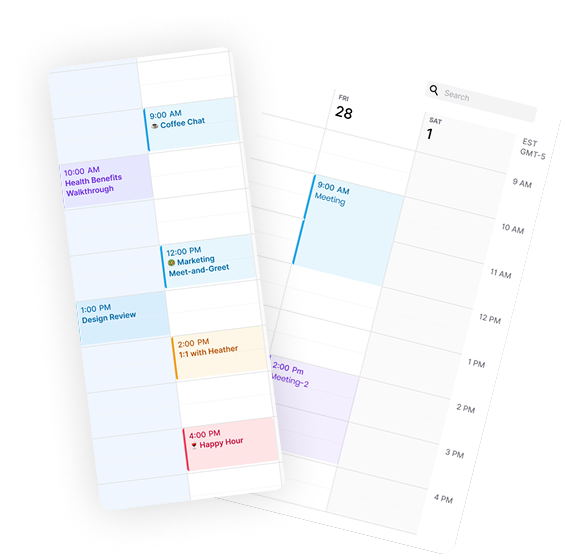 9:00 AM
☕ Coffee Chat
10:00 AM
Health Benefits
Walkthrough
12:00 PM
Marketing
Meet-and-Greet
1:00 PM
Design Review
2:00 PM
1:1 with Heather
4:00 PM
🍷 Happy Hour
Search
FRI
28
SAT
1
EST
GMT-5
9:00 AM
Meeting
2:00 Pm
Meeting-2
9 AM
10 AM
11 AM
12 PM
1 PM
2 PM
3 PM
4 PM